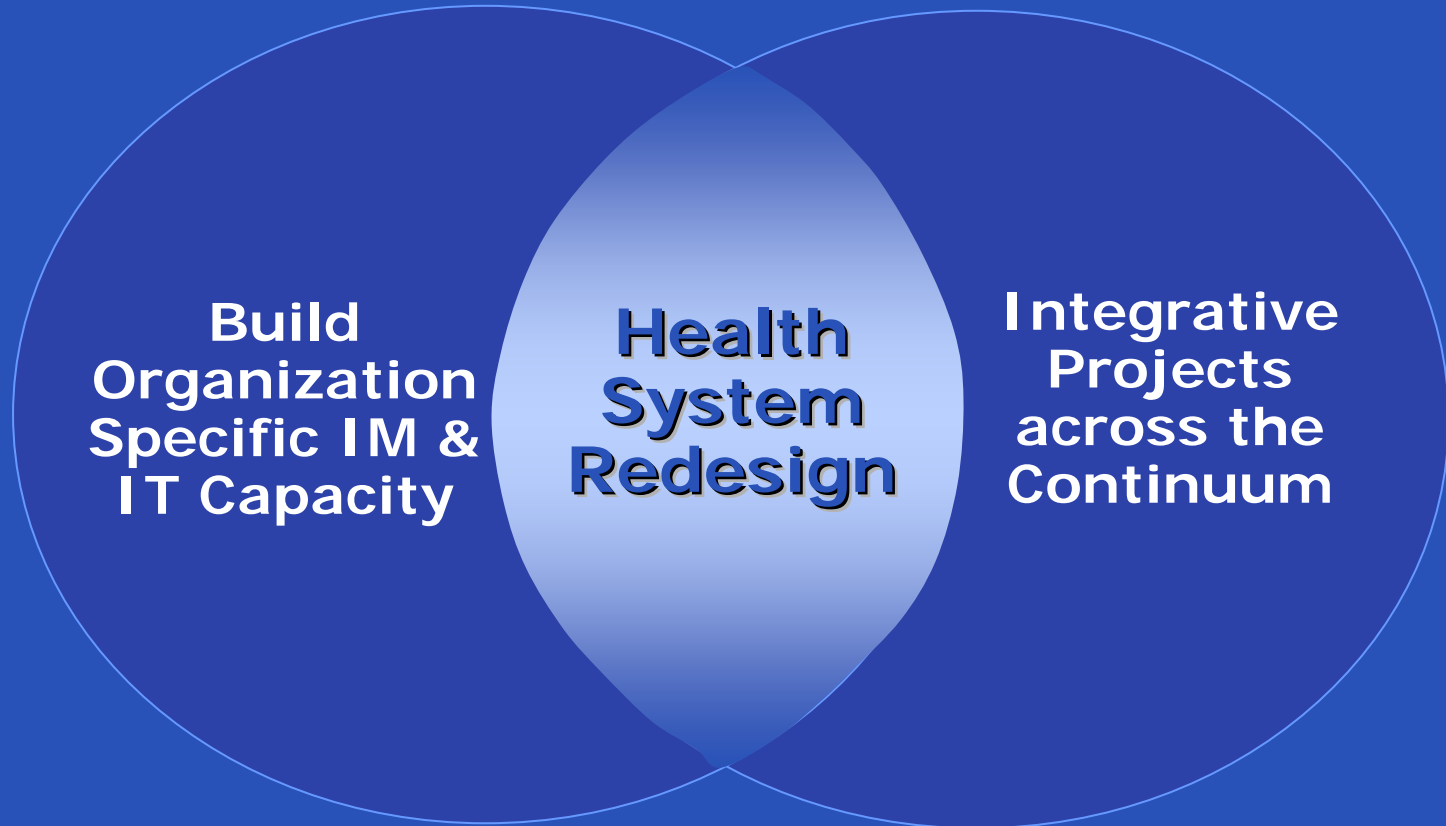 Build
Organization
Specific IM &
IT Capacity
Health
System
Redesign
Integrative
Projects
across the
Continuum